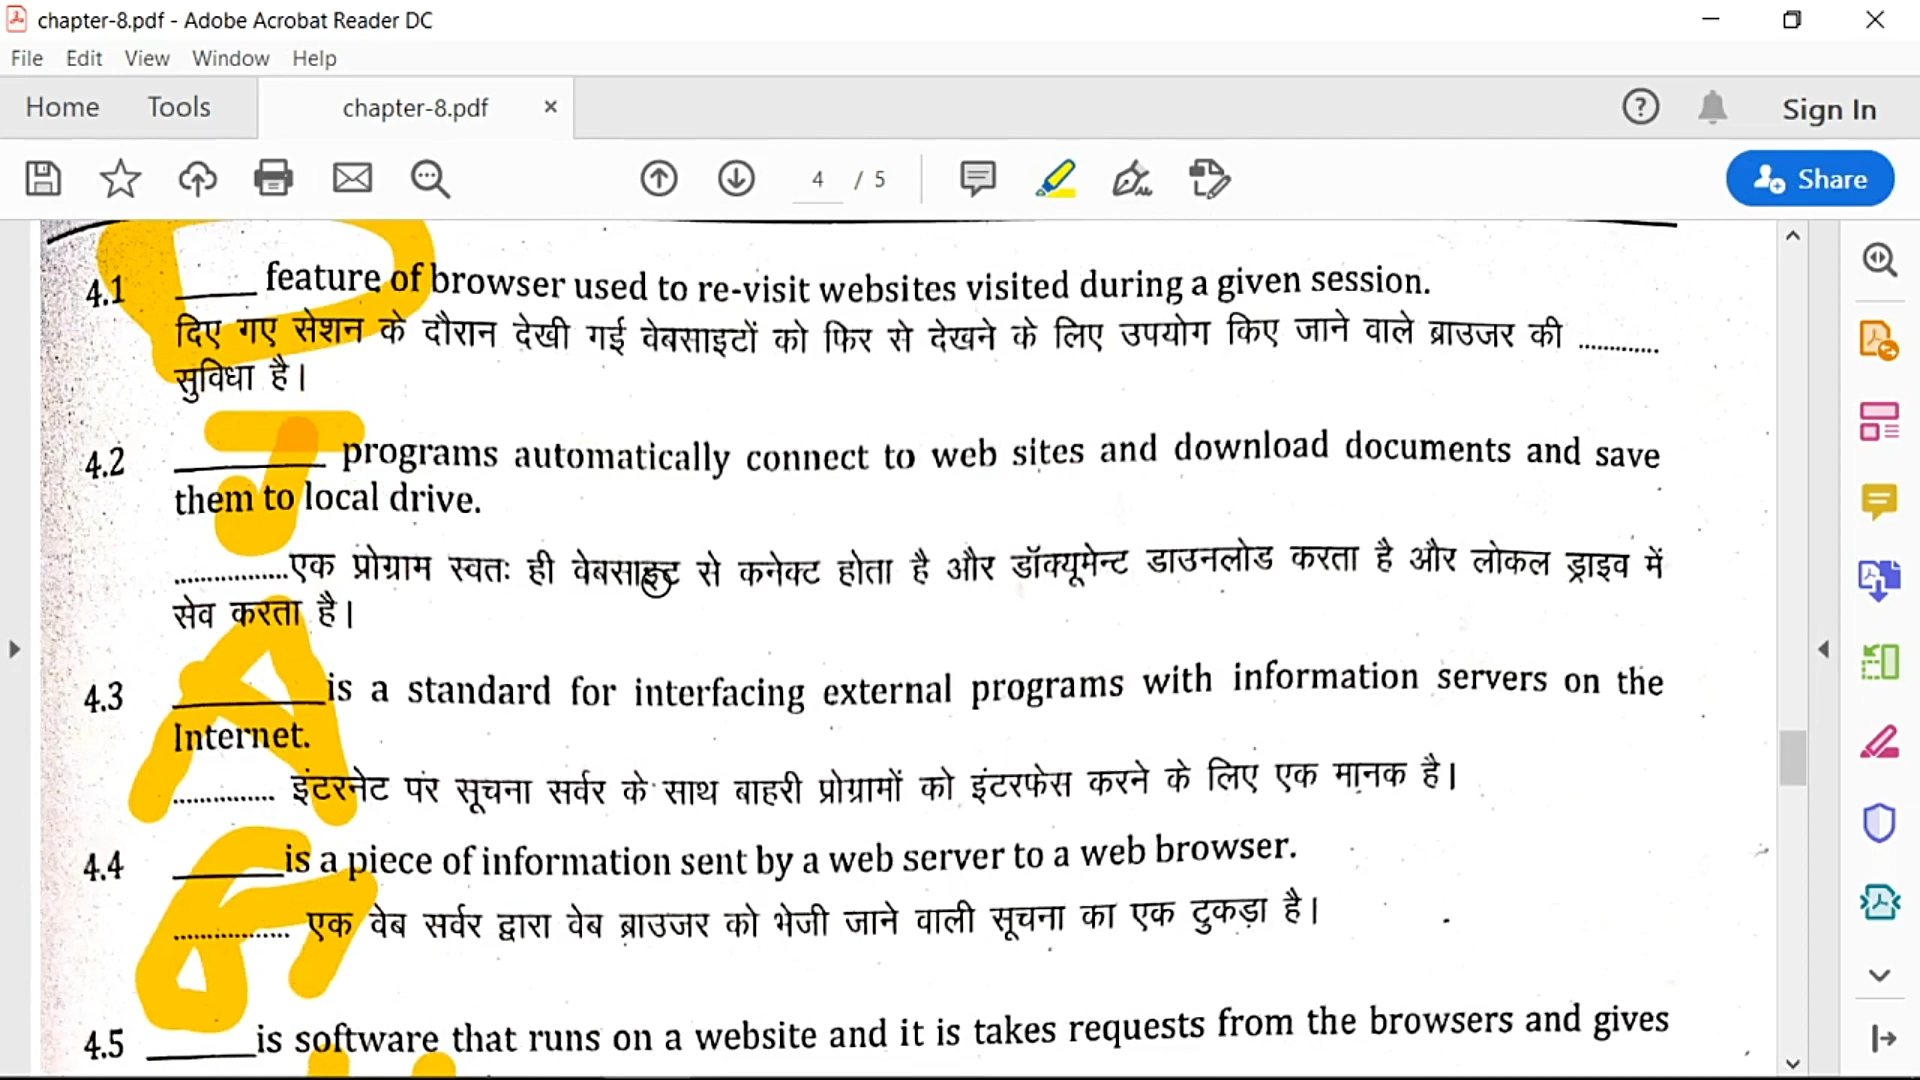 chapter-8.pdf - Adobe Acrobat Reader DC
File Edit View Window Help
Home Tools chapter-8.pdf × Sign In
4 / 5 Share
4.1 _____ feature of browser used to re-visit websites visited during a given session.
दिए गए सेशन के दौरान देखी गई वेबसाइटों को फिर से देखने के लिए उपयोग किए जाने वाले ब्राउजर की ............
सुविधा है।
4.2 _________ programs automatically connect to web sites and download documents and save
them to local drive.
................एक प्रोग्राम स्वतः ही वेबसाइट से कनेक्ट होता है और डॉक्यूमेन्ट डाउनलोड करता है और लोकल ड्राइव में
सेव करता है।
4.3 _________is a standard for interfacing external programs with information servers on the
Internet.
............... इंटरनेट पर सूचना सर्वर के साथ बाहरी प्रोग्रामों को इंटरफेस करने के लिए एक मानक है।
4.4 _______is a piece of information sent by a web server to a web browser.
................ एक वेब सर्वर द्वारा वेब ब्राउजर को भेजी जाने वाली सूचना का एक टुकड़ा है।
4.5 _______is software that runs on a website and it is takes requests from the browsers and gives